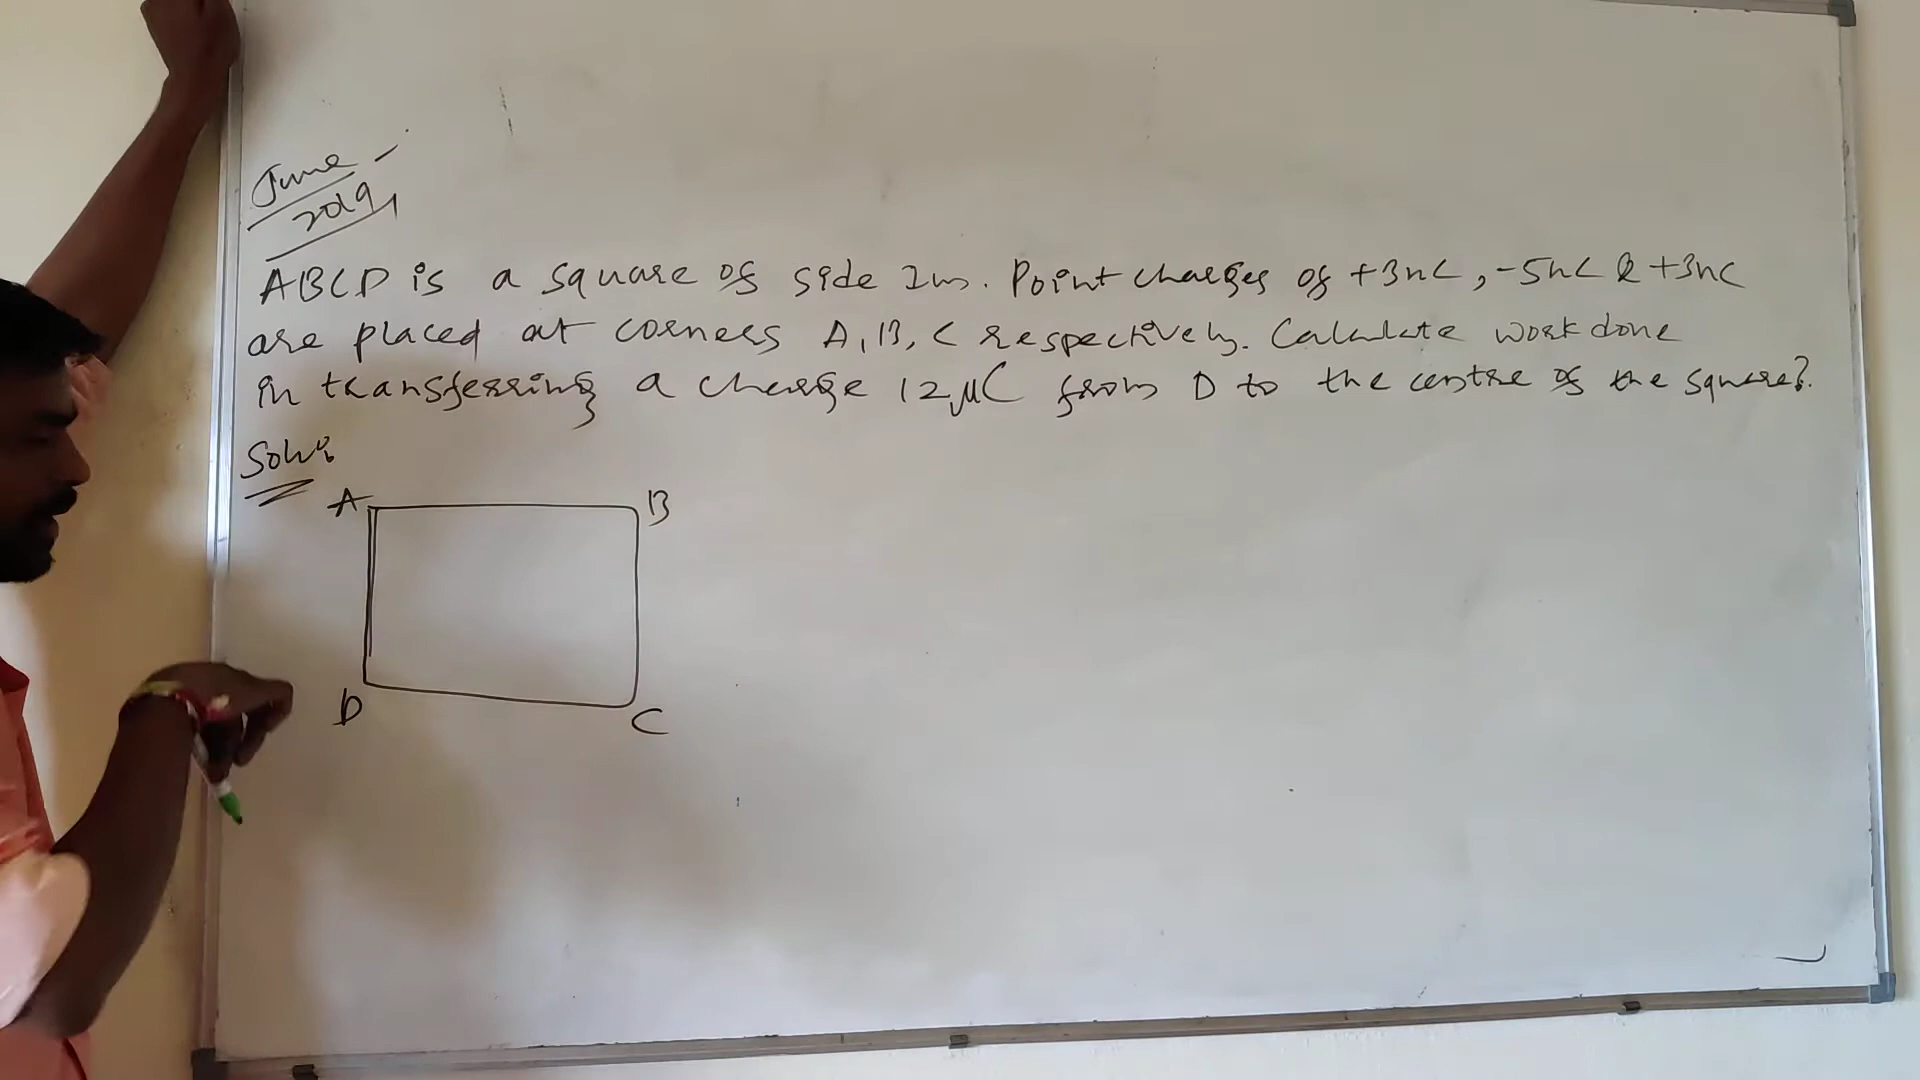 June -
2019
ABCD is a square of side 2m. Point charges of +3nC, -5nC & +3nC
are placed at corners A, B, C respectively. Calculate work done
in transferring a charge 12μC from D to the centre of the square?
Soln:
A B
D C